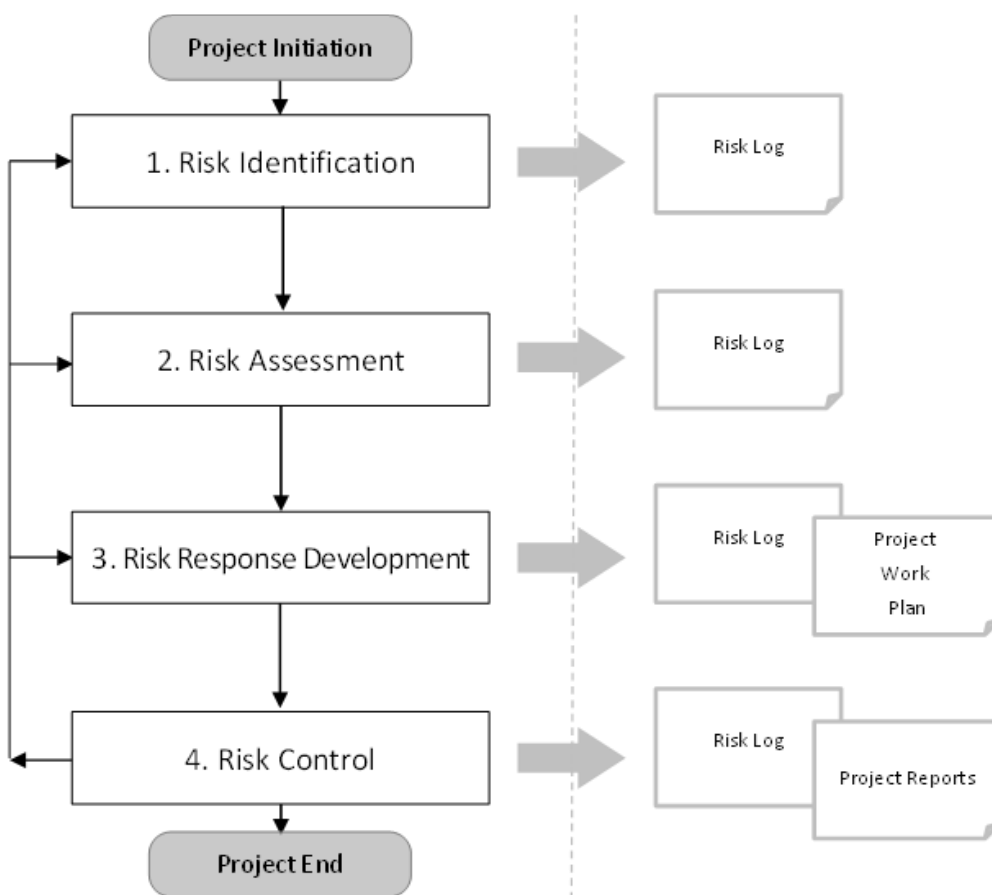 Project Initiation
1. Risk Identification
Risk Log
2. Risk Assessment
Risk Log
3. Risk Response Development
Risk Log
Project
Work
Plan
4. Risk Control
Risk Log
Project Reports
Project End